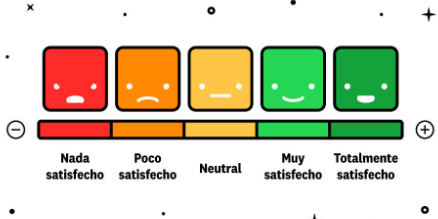 Nada
satisfecho
Poco
satisfecho
Neutral
Muy
satisfecho
Totalmente
satisfecho